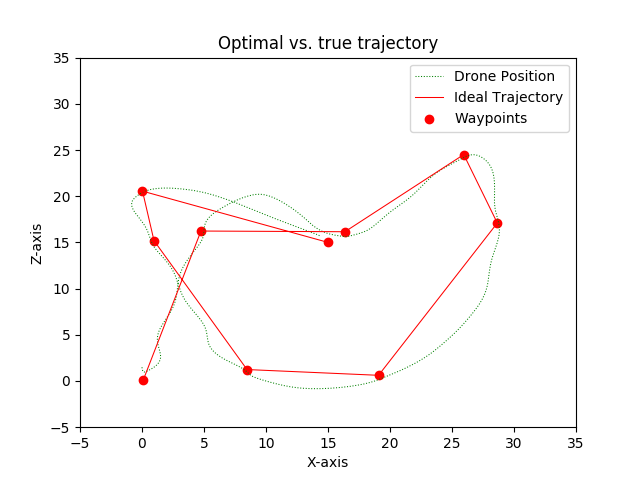 Optimal vs. true trajectory
Drone Position
Ideal Trajectory
Waypoints
35
30
25
20
15
10
5
0
−5
Z-axis
−5 0 5 10 15 20 25 30 35
X-axis